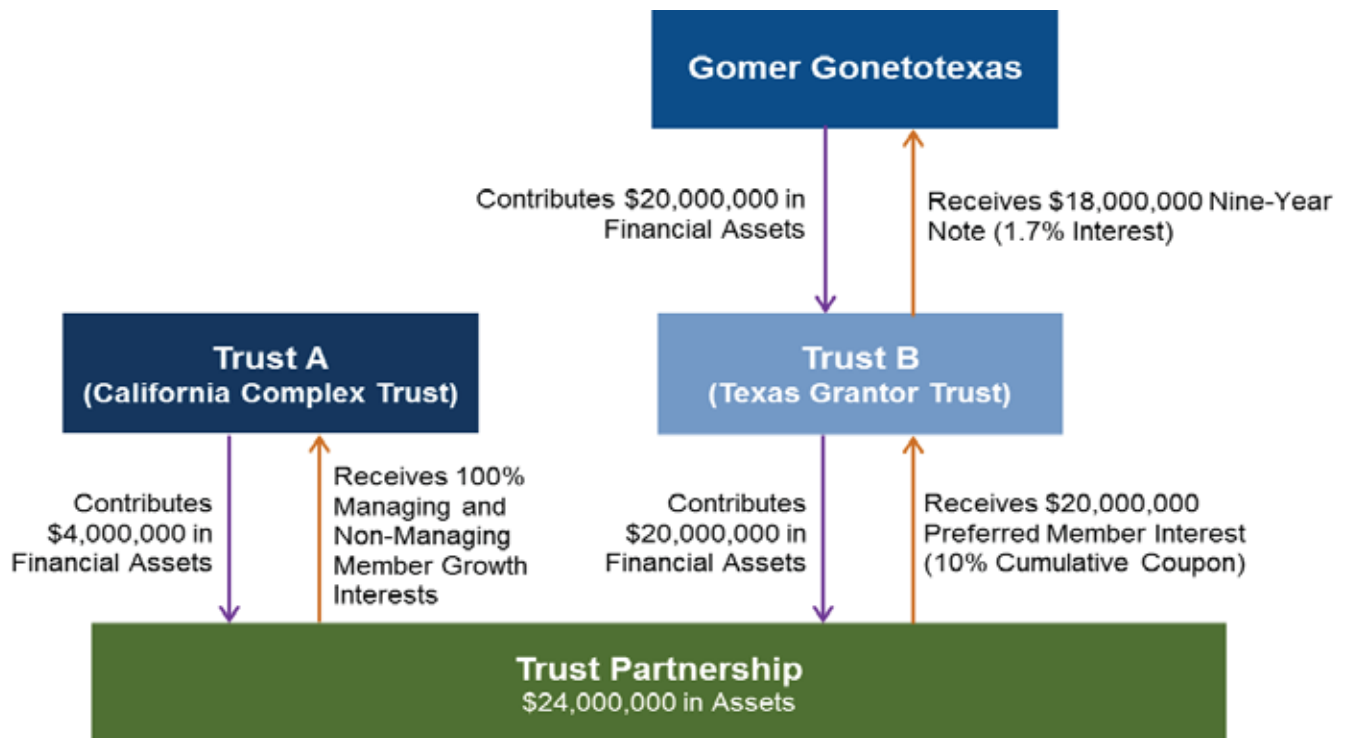 Gomer Gonetotexas
Contributes $20,000,000 in
Financial Assets
Receives $18,000,000 Nine-Year
Note (1.7% Interest)
Trust A
(California Complex Trust)
Trust B
(Texas Grantor Trust)
Contributes
$4,000,000 in
Financial Assets
Receives 100%
Managing and
Non-Managing
Member Growth
Interests
Contributes
$20,000,000 in
Financial Assets
Receives $20,000,000
Preferred Member Interest
(10% Cumulative Coupon)
Trust Partnership
$24,000,000 in Assets